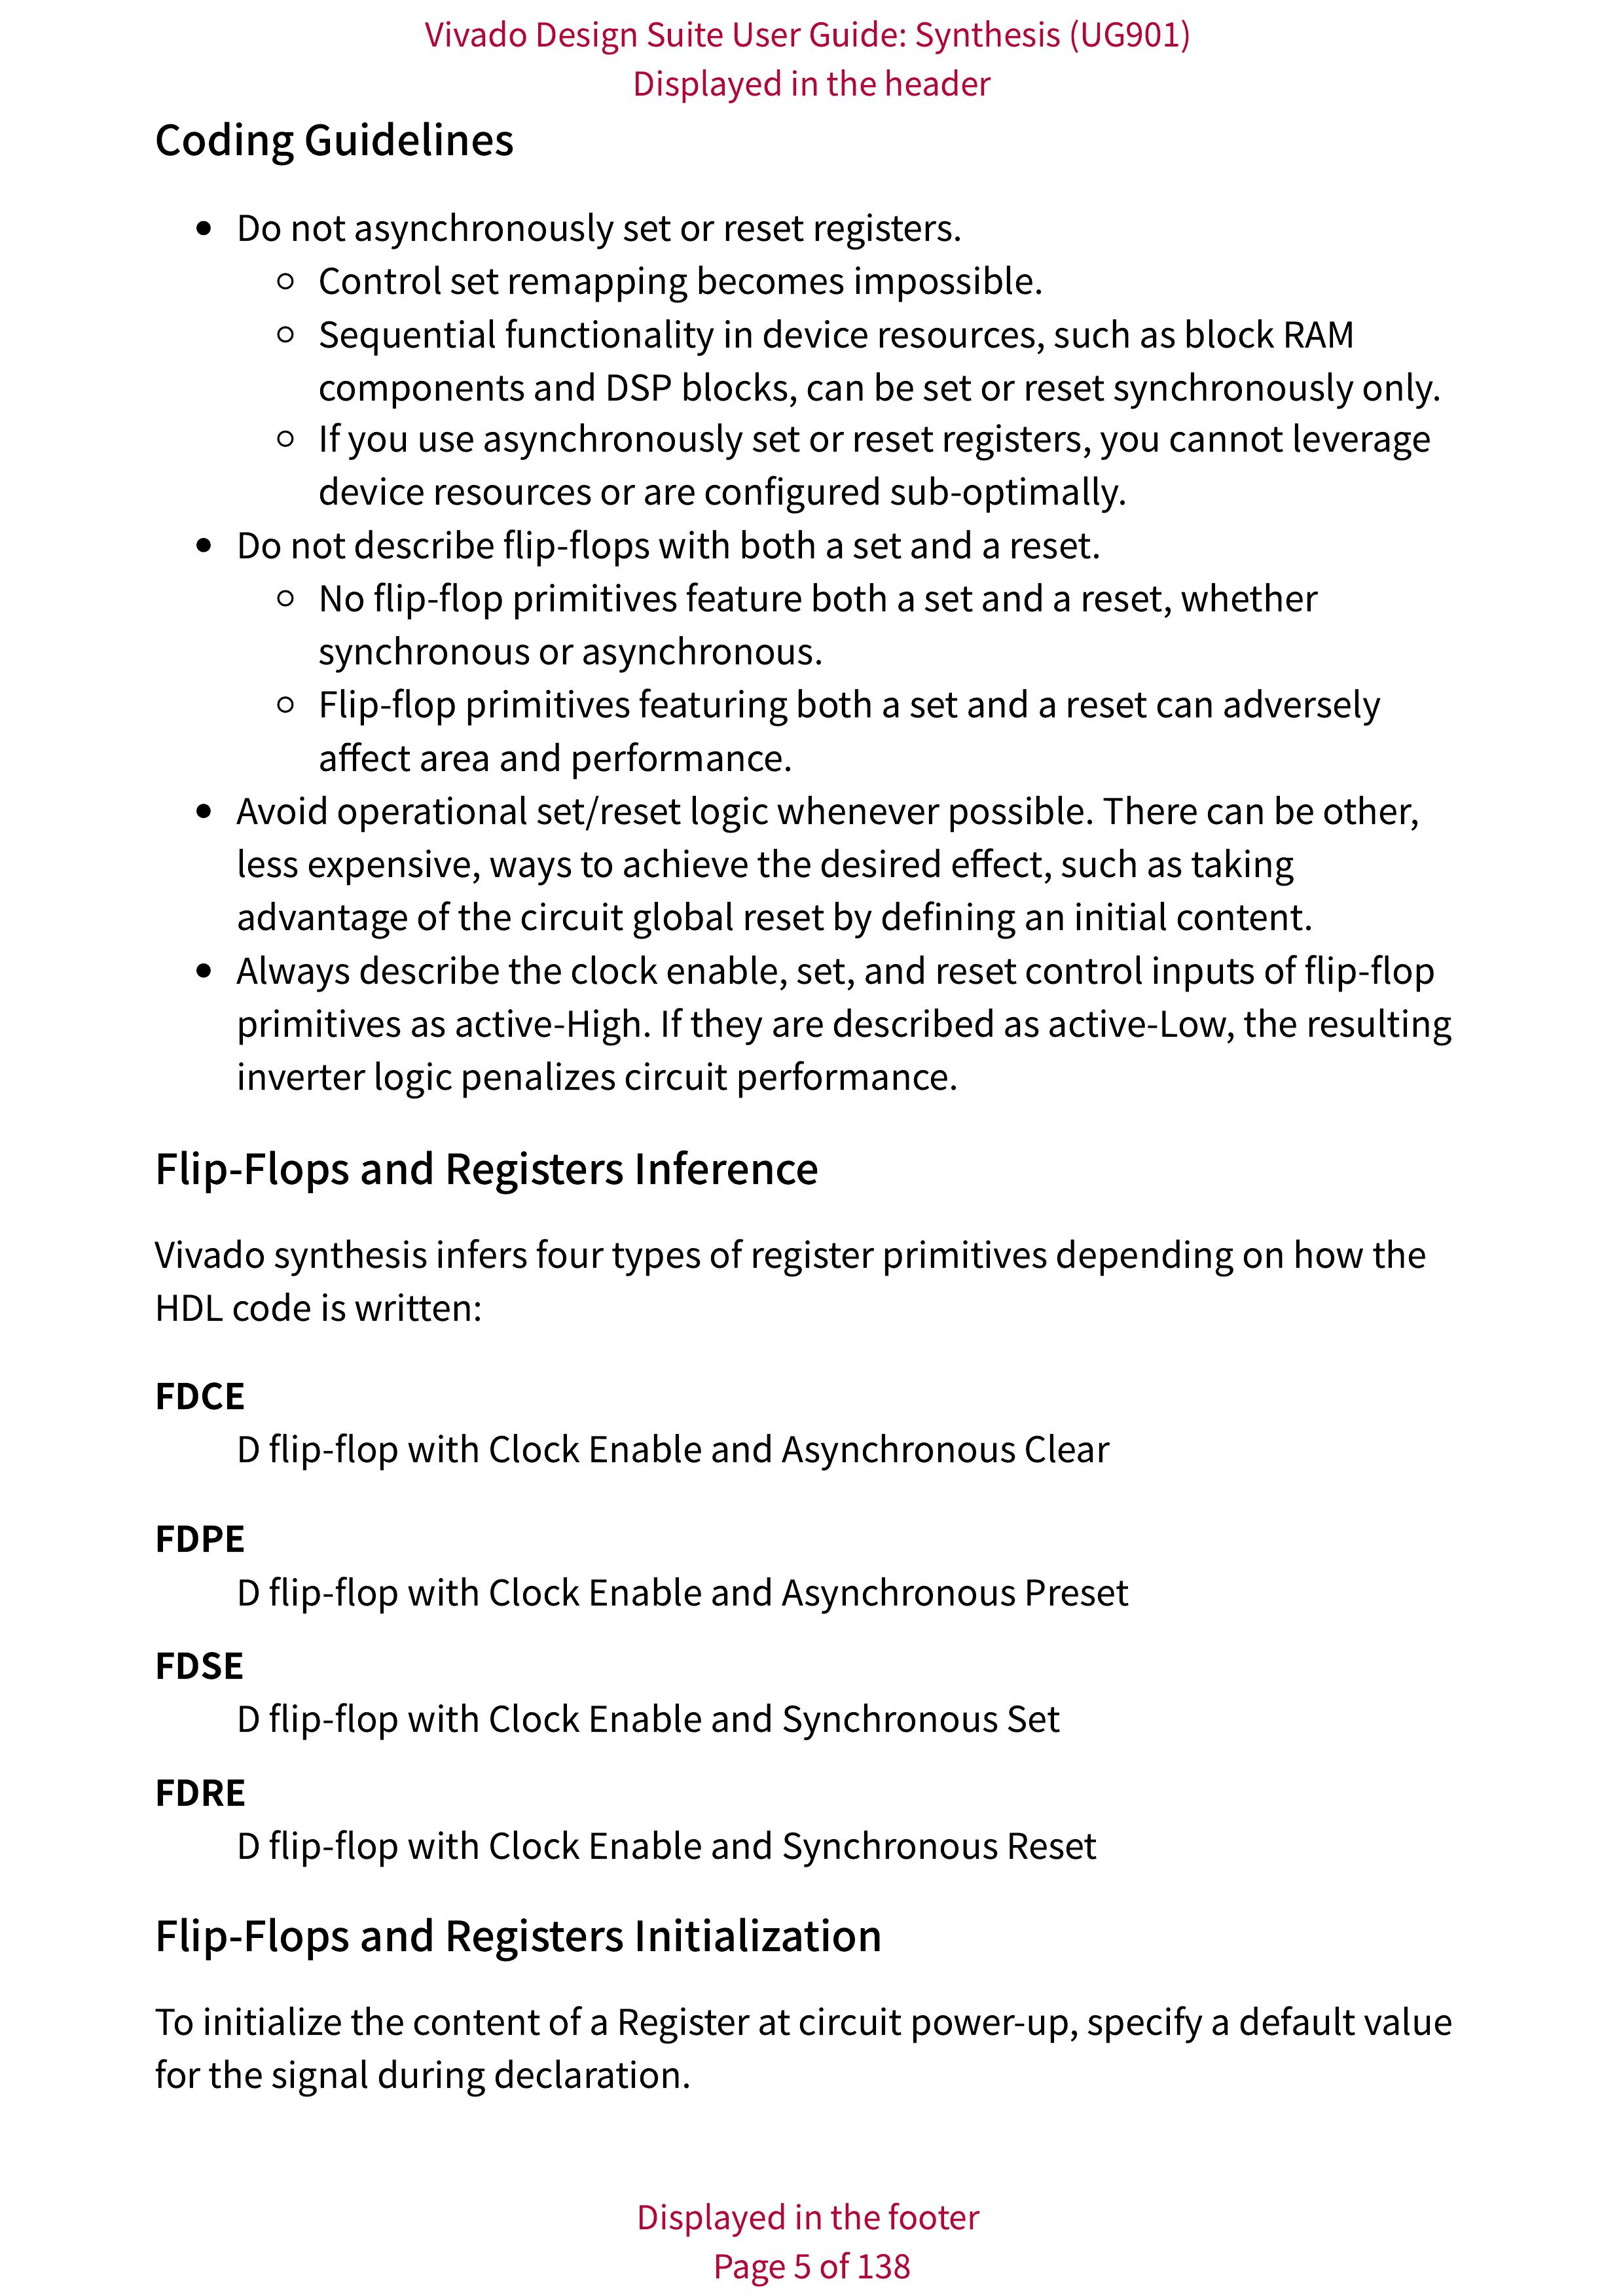 Vivado Design Suite User Guide: Synthesis (UG901)
Displayed in the header
Coding Guidelines
• Do not asynchronously set or reset registers.
○ Control set remapping becomes impossible.
○ Sequential functionality in device resources, such as block RAM
components and DSP blocks, can be set or reset synchronously only.
○ If you use asynchronously set or reset registers, you cannot leverage
device resources or are configured sub-optimally.
• Do not describe flip-flops with both a set and a reset.
○ No flip-flop primitives feature both a set and a reset, whether
synchronous or asynchronous.
○ Flip-flop primitives featuring both a set and a reset can adversely
affect area and performance.
• Avoid operational set/reset logic whenever possible. There can be other,
less expensive, ways to achieve the desired effect, such as taking
advantage of the circuit global reset by defining an initial content.
• Always describe the clock enable, set, and reset control inputs of flip-flop
primitives as active-High. If they are described as active-Low, the resulting
inverter logic penalizes circuit performance.
Flip-Flops and Registers Inference
Vivado synthesis infers four types of register primitives depending on how the
HDL code is written:
FDCE
D flip-flop with Clock Enable and Asynchronous Clear
FDPE
D flip-flop with Clock Enable and Asynchronous Preset
FDSE
D flip-flop with Clock Enable and Synchronous Set
FDRE
D flip-flop with Clock Enable and Synchronous Reset
Flip-Flops and Registers Initialization
To initialize the content of a Register at circuit power-up, specify a default value
for the signal during declaration.
Displayed in the footer
Page 5 of 138